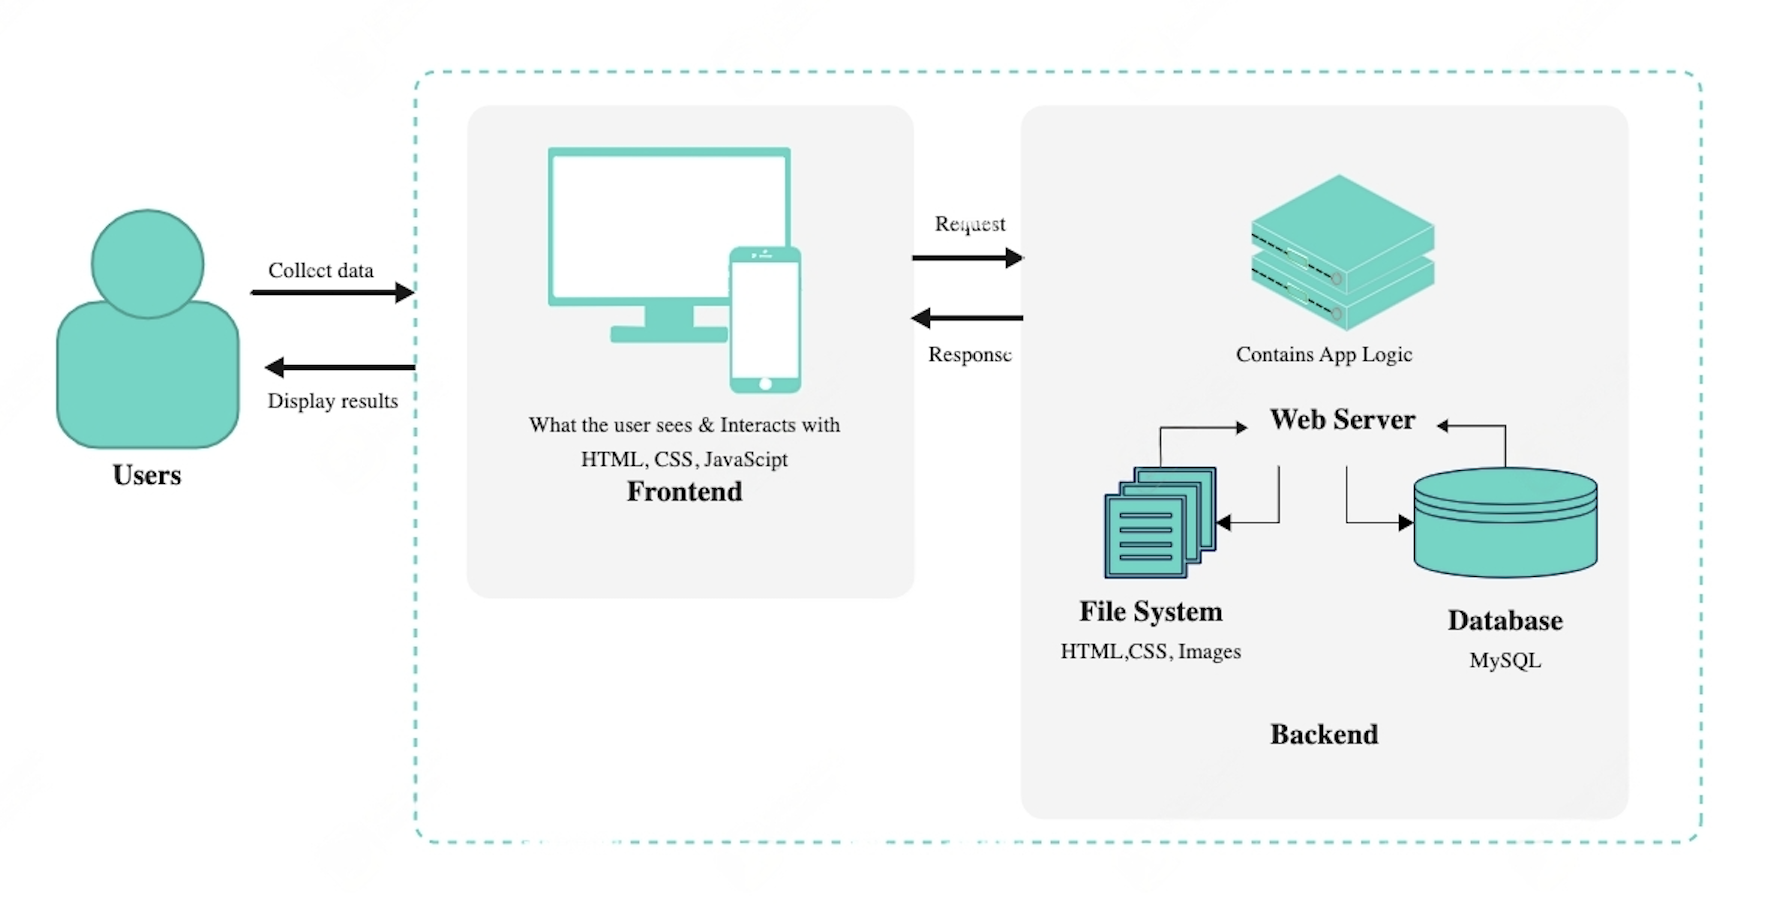 Collect data
Display results
Users
What the user sees & Interacts with
HTML, CSS, JavaScipt
Frontend
Request
Response
Contains App Logic
Web Server
File System
HTML,CSS, Images
Database
MySQL
Backend